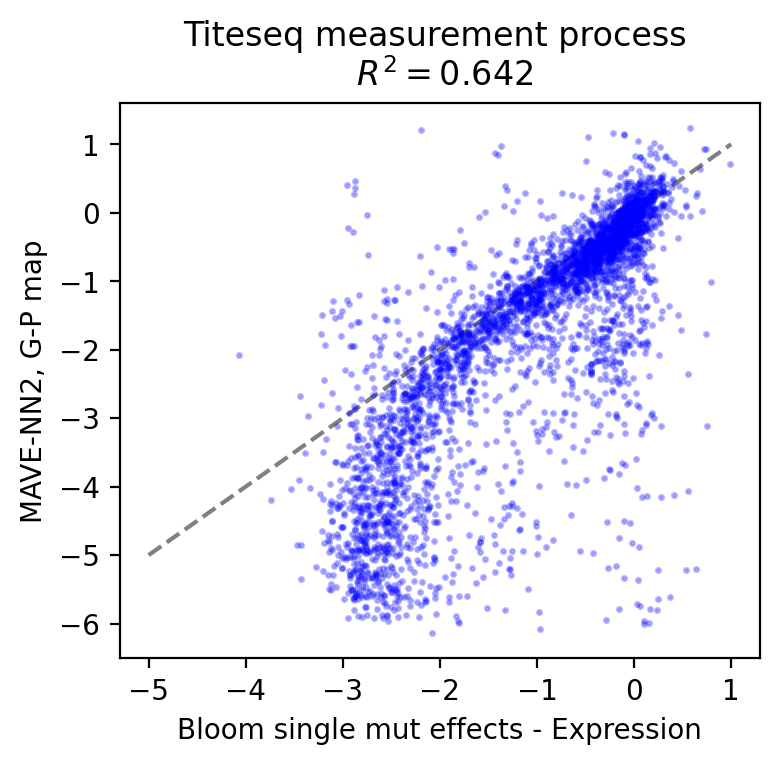 Titeseq measurement process
R² = 0.642
1
0
−1
−2
−3
−4
−5
−6
MAVE-NN2, G-P map
−5 −4 −3 −2 −1 0 1
Bloom single mut effects - Expression